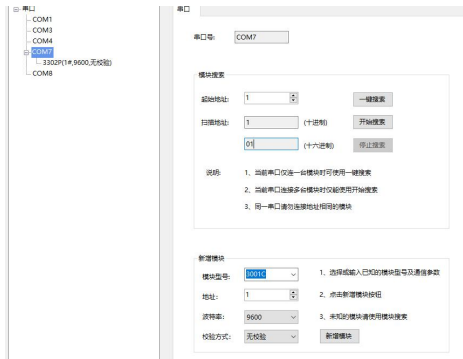 串口
COM1
COM3
COM4
COM7
3302P(1#,9600,无校验)
COM8
串口
串口号: COM7
模块搜索
起始地址: 1 一键搜索
扫描地址: 1 (十进制) 开始搜索
01 (十六进制) 停止搜索
说明: 1、当前串口仅连一台模块时可使用一键搜索
2、当前串口连接多台模块时仅能使用开始搜索
3、同一串口请勿连接地址相同的模块
新增模块
模块型号: 3001C 1、选择或输入已知的模块型号及通信参数
地址: 1 2、点击新增模块按钮
波特率: 9600 3、未知的模块请使用模块搜索
校验方式: 无校验 新增模块